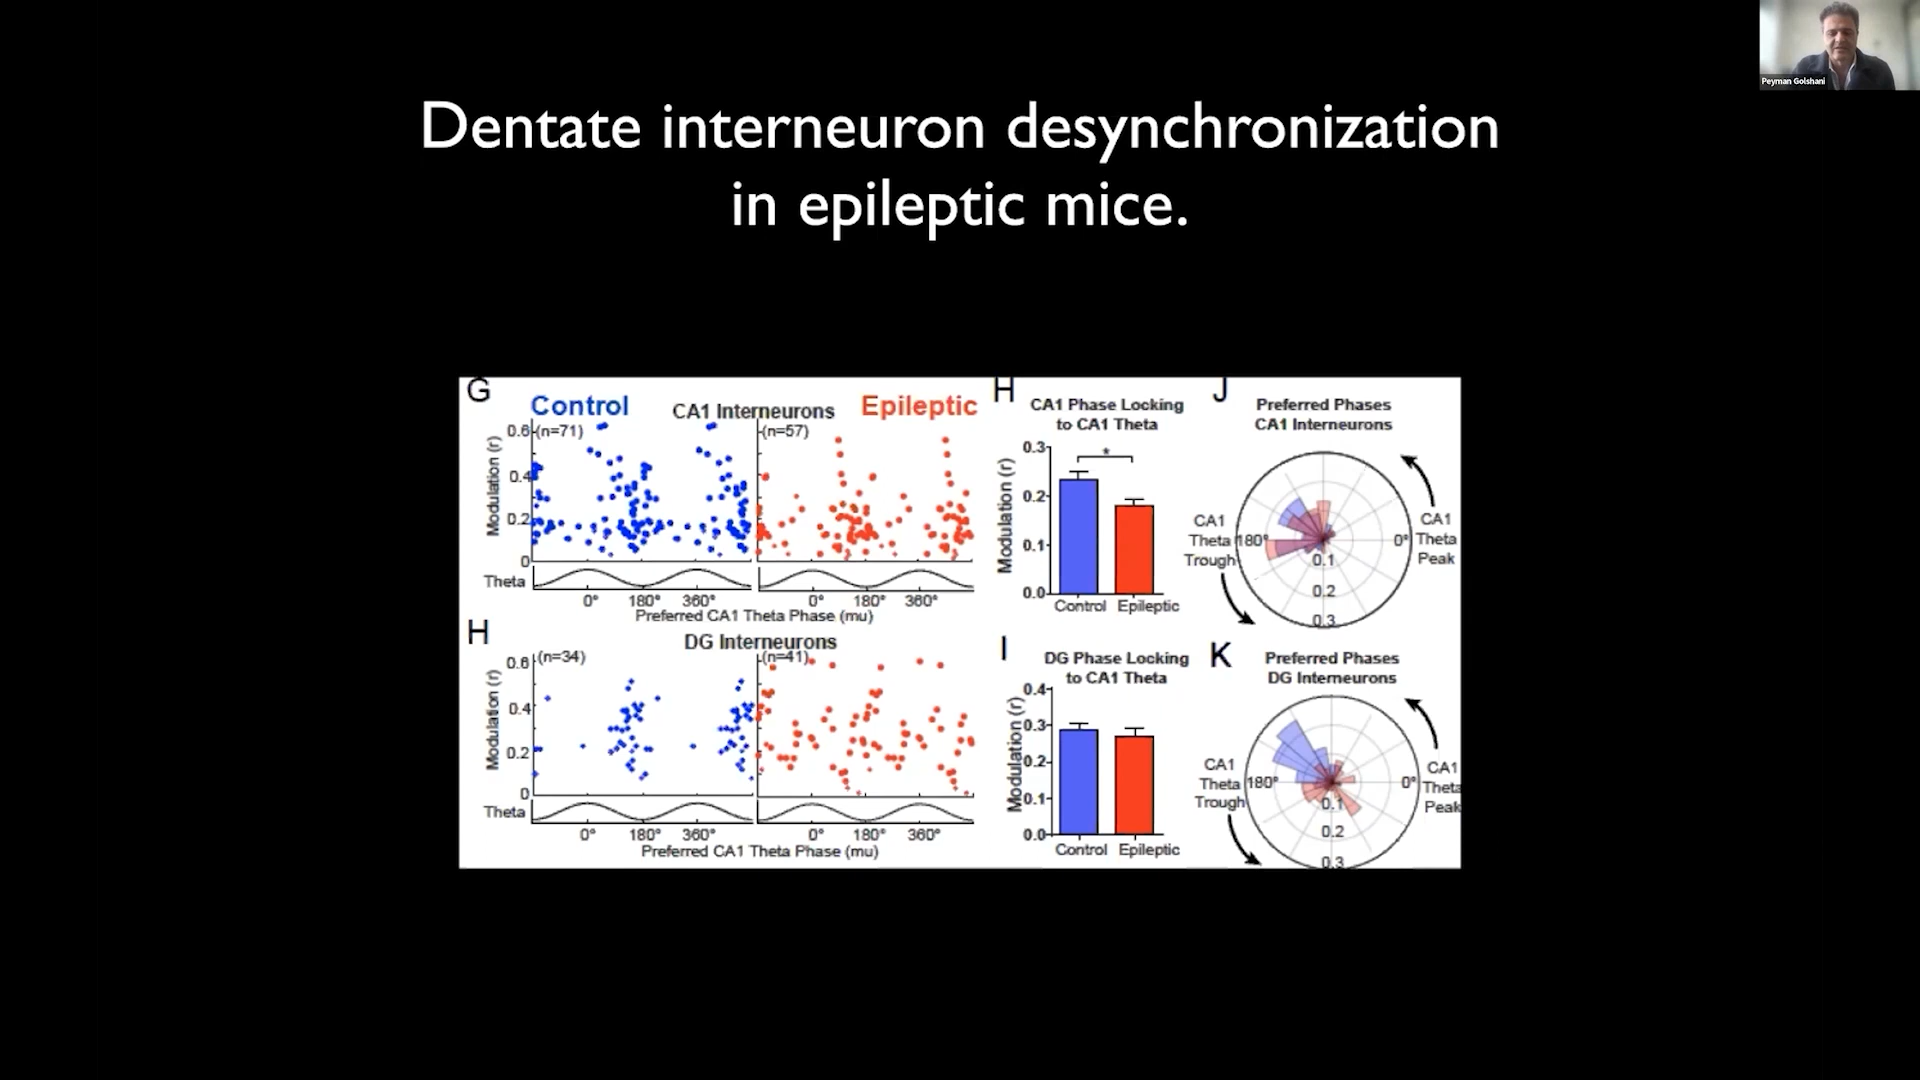 Peyman Golshani
Dentate interneuron desynchronization
in epileptic mice.
G
Control
CA1 Interneurons
Epileptic
(n=71)
(n=57)
Modulation (r)
0.6
0.4
0.2
0
Theta
0° 180° 360°
0° 180° 360°
Preferred CA1 Theta Phase (mu)
H
CA1 Phase Locking
to CA1 Theta
Modulation (r)
0.3
0.2
0.1
0.0
*
Control Epileptic
J
Preferred Phases
CA1 Interneurons
CA1
Theta
Trough
180°
0°
CA1
Theta
Peak
0.1
0.2
0.3
H
DG Interneurons
(n=34)
(n=41)
Modulation (r)
0.6
0.4
0.2
0
Theta
0° 180° 360°
0° 180° 360°
Preferred CA1 Theta Phase (mu)
I
DG Phase Locking
to CA1 Theta
Modulation (r)
0.4
0.3
0.2
0.1
0.0
Control Epileptic
K
Preferred Phases
DG Interneurons
CA1
Theta
Trough
180°
0°
CA1
Theta
Peak
0.1
0.2
0.3